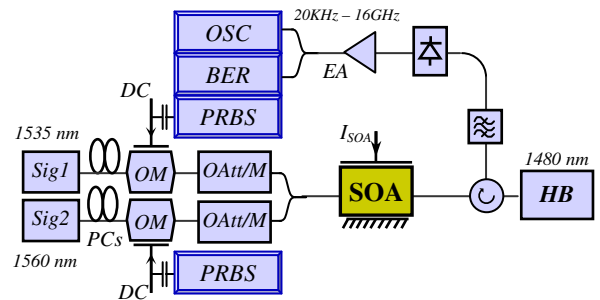 20KHz – 16GHz
OSC
BER
EA
DC
PRBS
1535 nm
I_SOA
1480 nm
Sig1
OM
OAtt/M
SOA
HB
Sig2
PCs
OM
OAtt/M
1560 nm
DC
PRBS